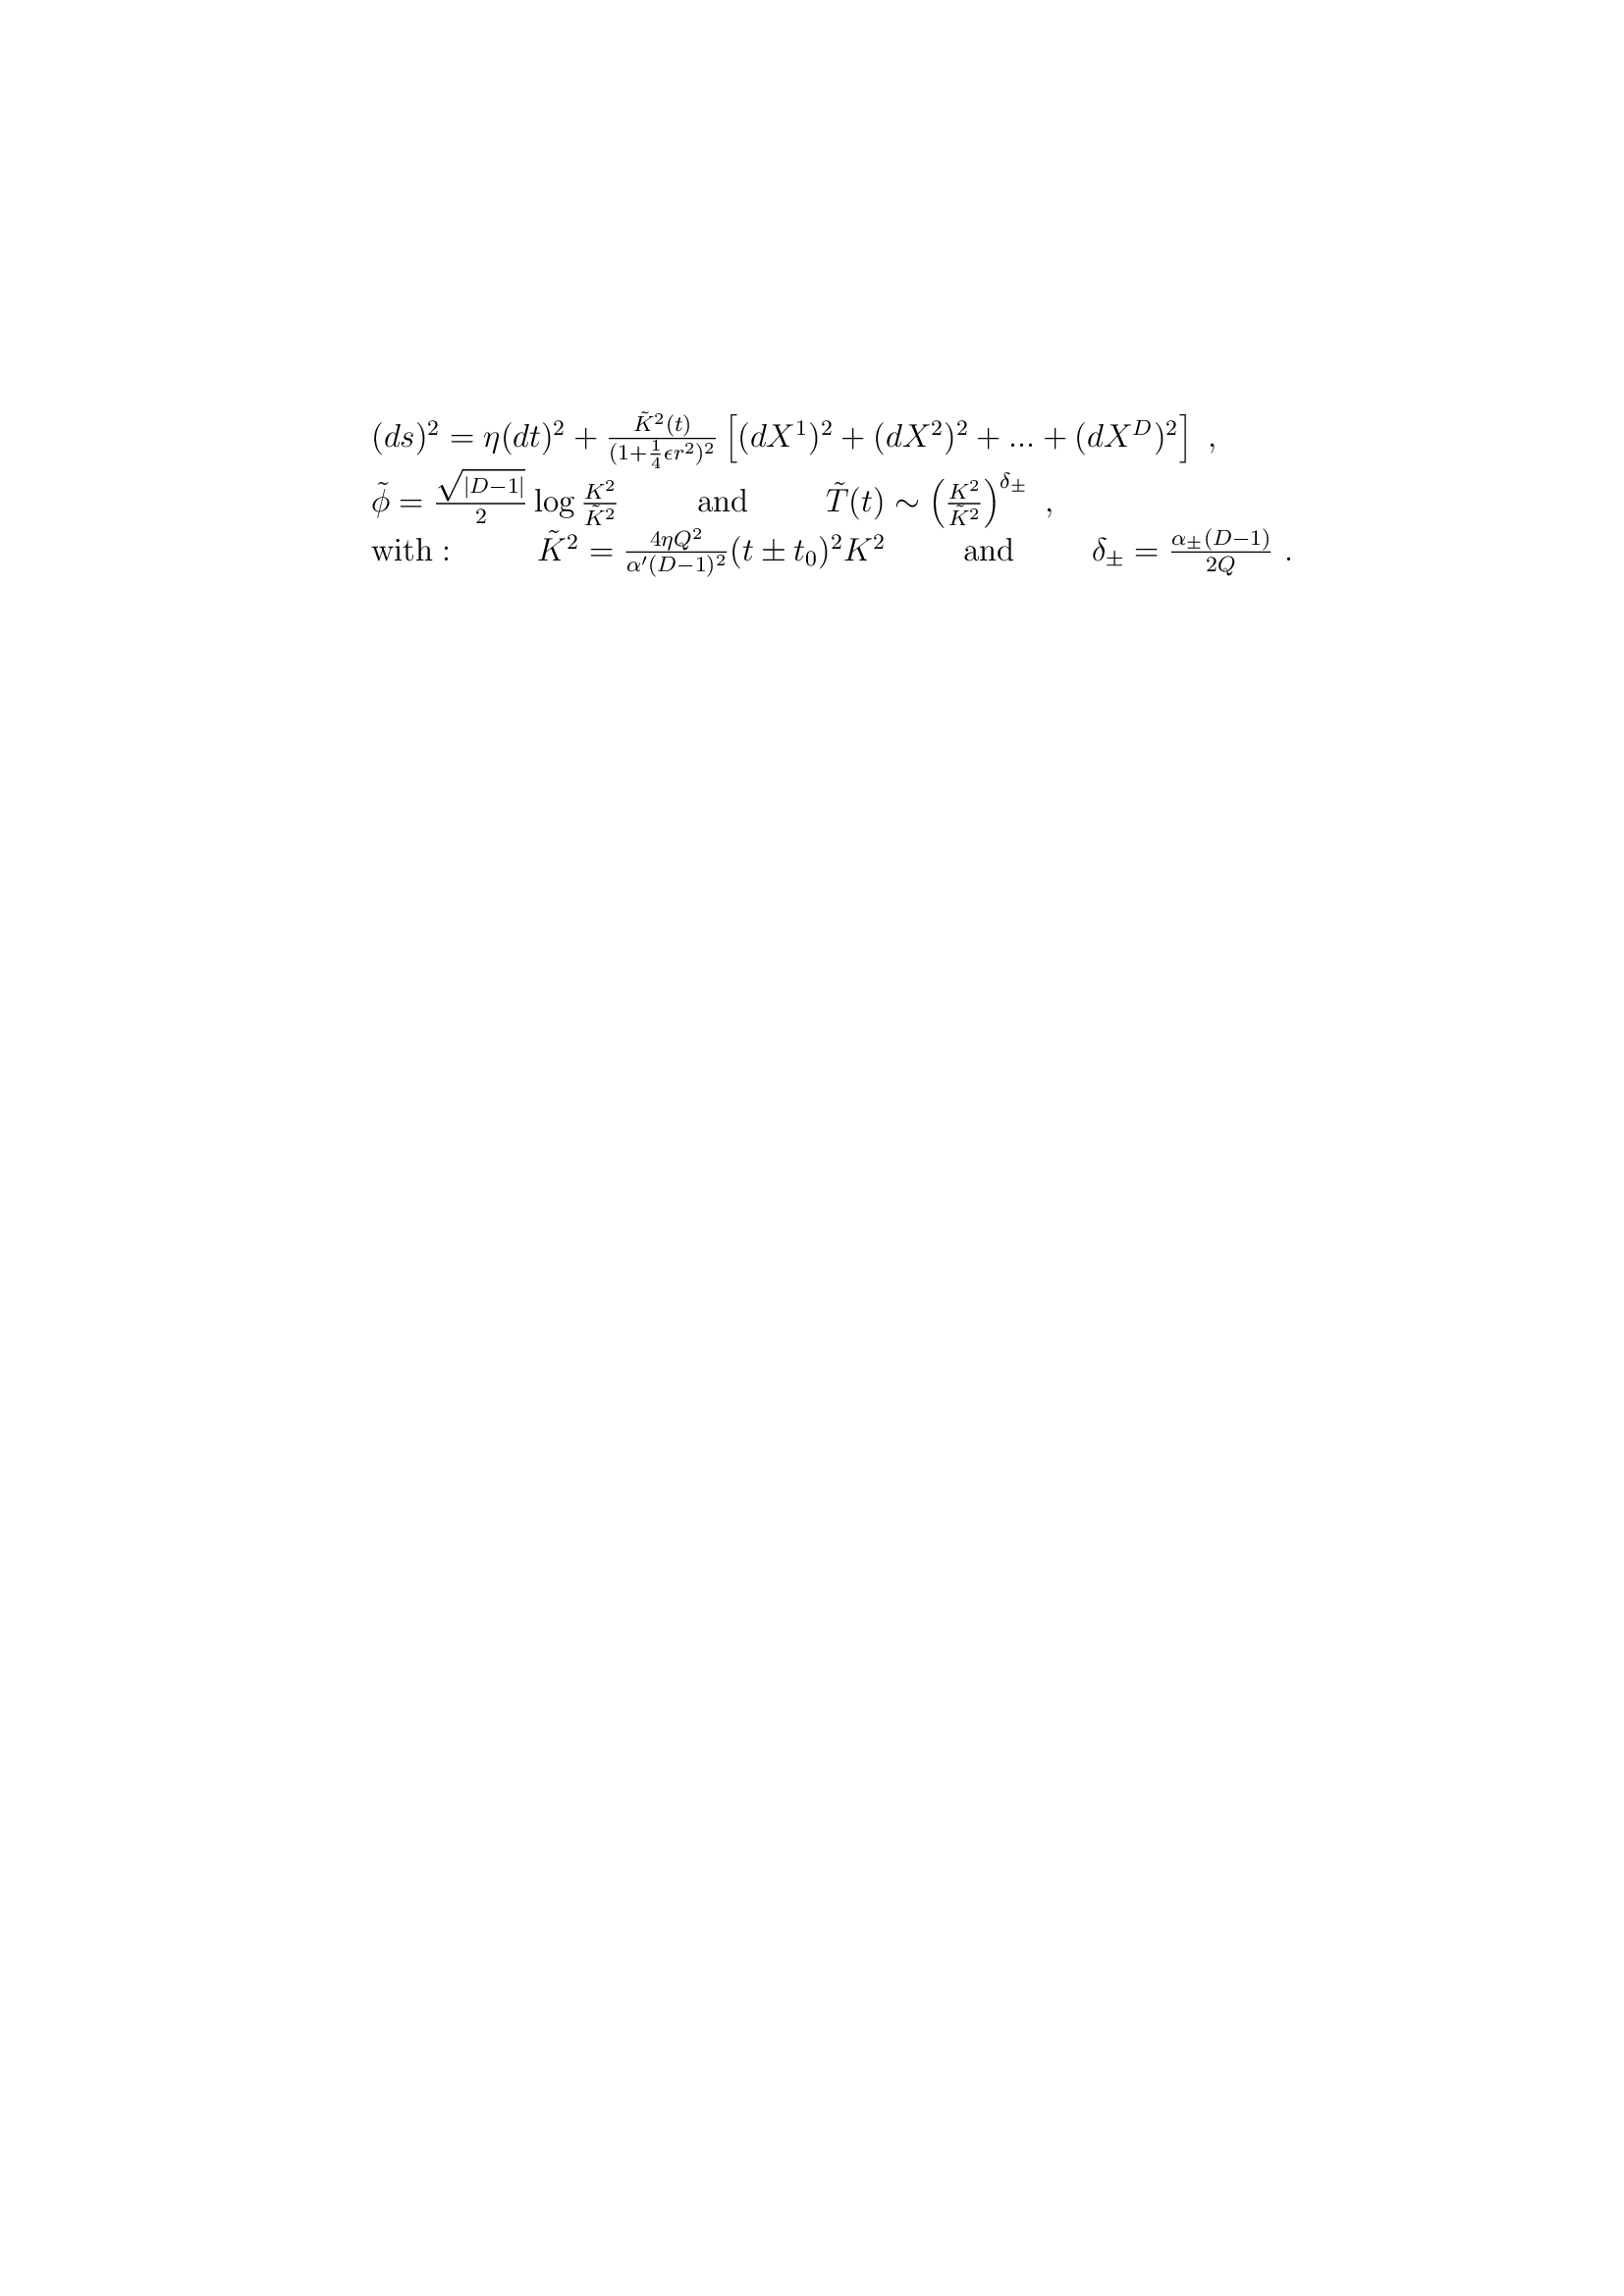 $(ds)^2 = \eta(dt)^2 + \frac{\tilde{K}^2(t)}{(1+\frac{1}{4}\epsilon r^2)^2} \left[ (dX^1)^2 + (dX^2)^2 + ... + (dX^D)^2 \right] \ ,$
$\tilde{\phi} = \frac{\sqrt{|D-1|}}{2} \log \frac{K^2}{\tilde{K}^2}$ and $\tilde{T}(t) \sim \left( \frac{K^2}{\tilde{K}^2} \right)^{\delta_\pm} \ ,$
with : $\tilde{K}^2 = \frac{4\eta Q^2}{\alpha'(D-1)^2} (t \pm t_0)^2 K^2$ and $\delta_\pm = \frac{\alpha_\pm (D-1)}{2Q} \ .$